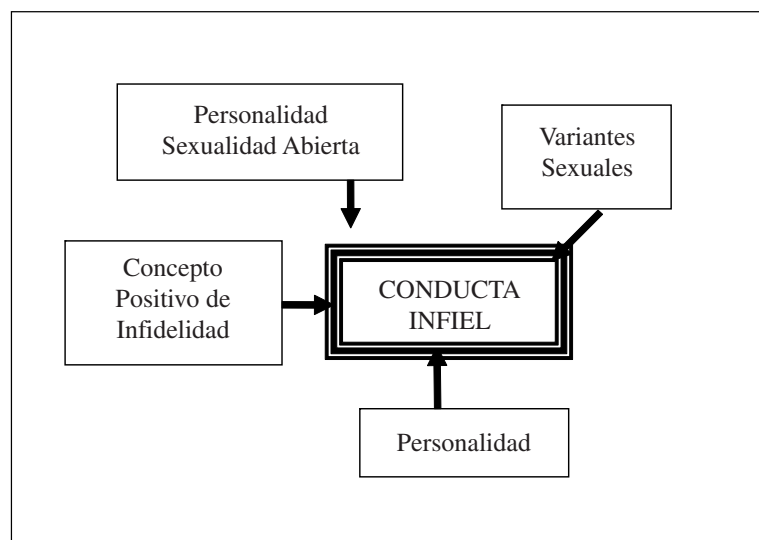 Personalidad
Sexualidad Abierta
Variantes
Sexuales
Concepto
Positivo de
Infidelidad
CONDUCTA
INFIEL
Personalidad